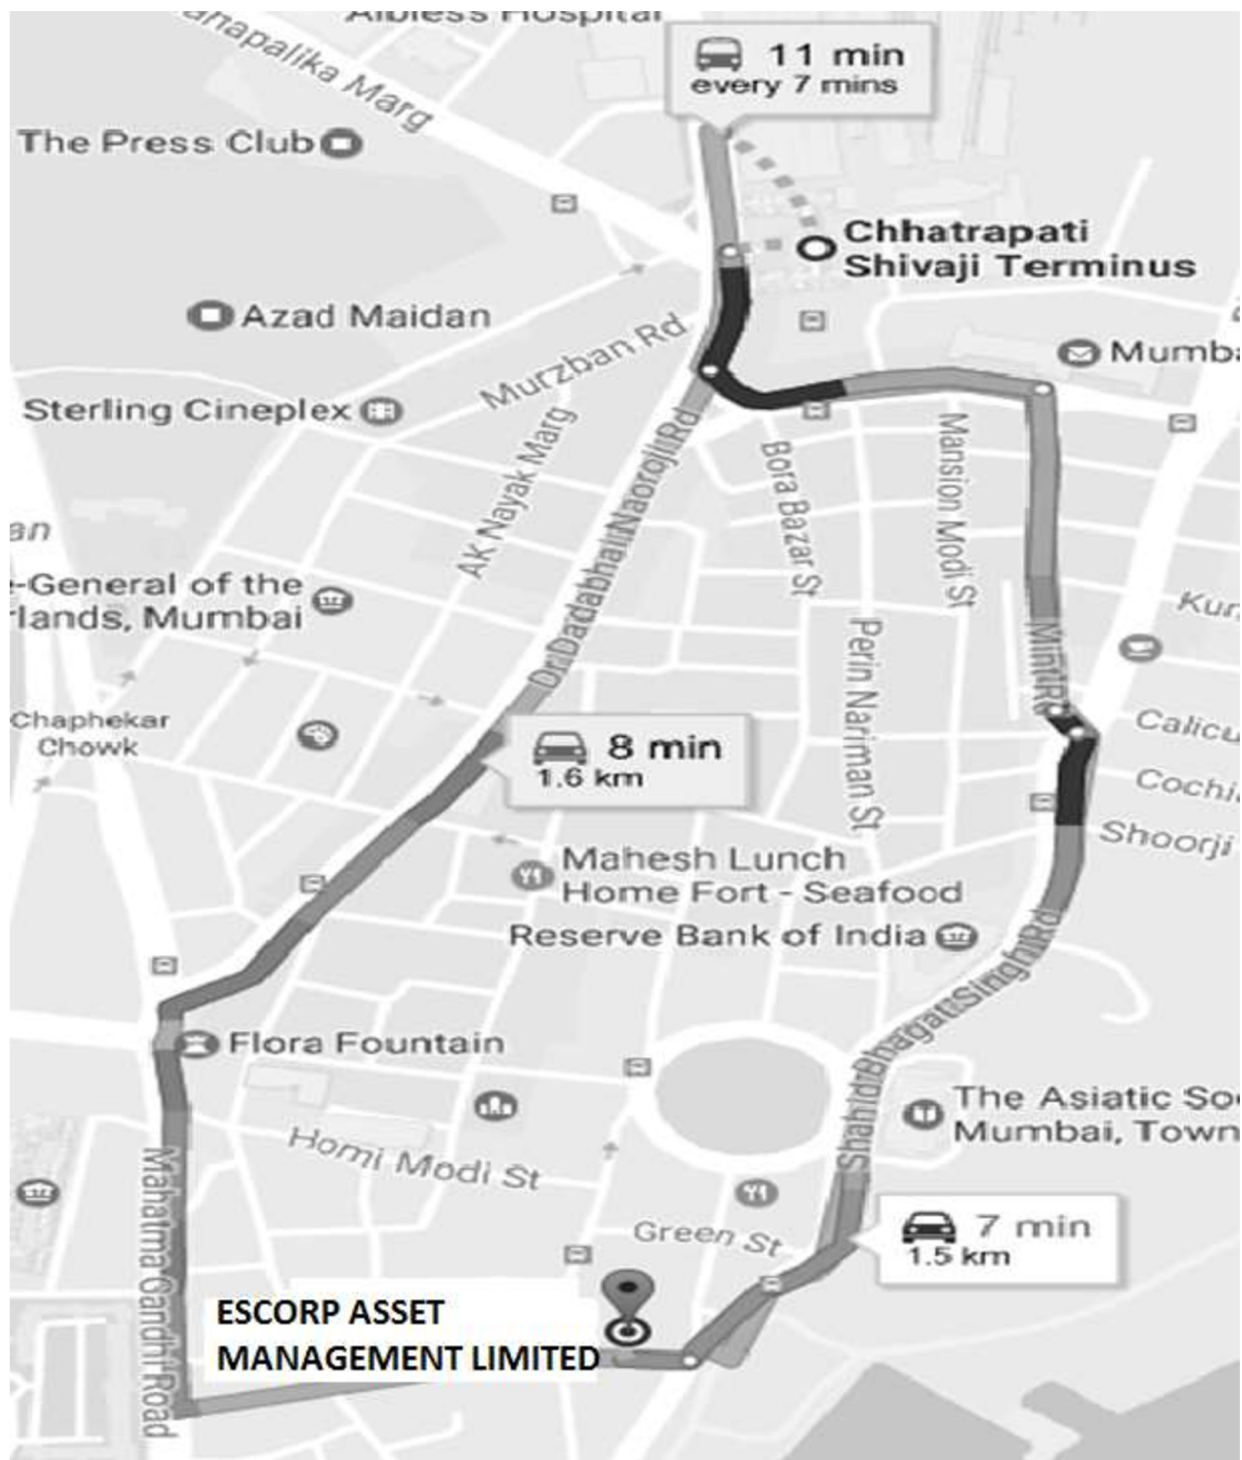 Albless Hospital
anapalika Marg
11 min
every 7 mins
The Press Club
Chhatrapati
Shivaji Terminus
Azad Maidan
Murzban Rd
Mumba
Sterling Cineplex
AK Nayak Marg
Dr Dadabhai Naoroji Rd
Bora Bazar St
Mansion Modi St
an
-General of the
rlands, Mumbai
Kur
Mint Rd
Perin Nariman St
Chaphekar
Chowk
Calicu
8 min
1.6 km
Cochi
Shoorji
Mahesh Lunch
Home Fort - Seafood
Reserve Bank of India
Shahid Bhagat Singh Rd
Flora Fountain
The Asiatic So
Mumbai, Town
Homi Modi St
Mahatma Gandhi Road
Green St
7 min
1.5 km
ESCORP ASSET
MANAGEMENT LIMITED